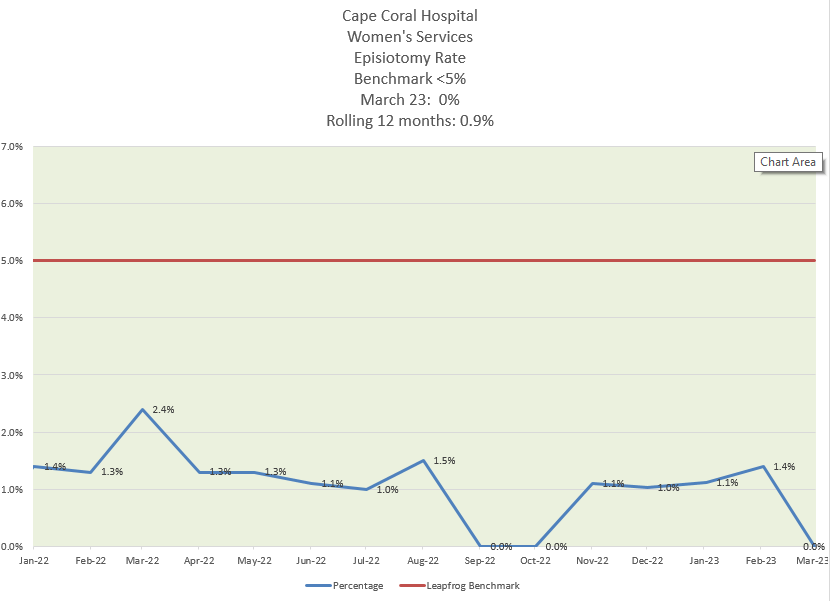 Cape Coral Hospital
Women's Services
Episiotomy Rate
Benchmark <5%
March 23:  0%
Rolling 12 months: 0.9%
7.0%
Chart Area
6.0%
5.0%
4.0%
3.0%
2.0%
1.0%
0.0%
1.4%
1.3%
2.4%
1.3%
1.3%
1.1%
1.0%
1.5%
0.0%
0.0%
1.1%
1.0%
1.1%
1.4%
0.0%
Jan-22 Feb-22 Mar-22 Apr-22 May-22 Jun-22 Jul-22 Aug-22 Sep-22 Oct-22 Nov-22 Dec-22 Jan-23 Feb-23 Mar-23
Percentage Leapfrog Benchmark